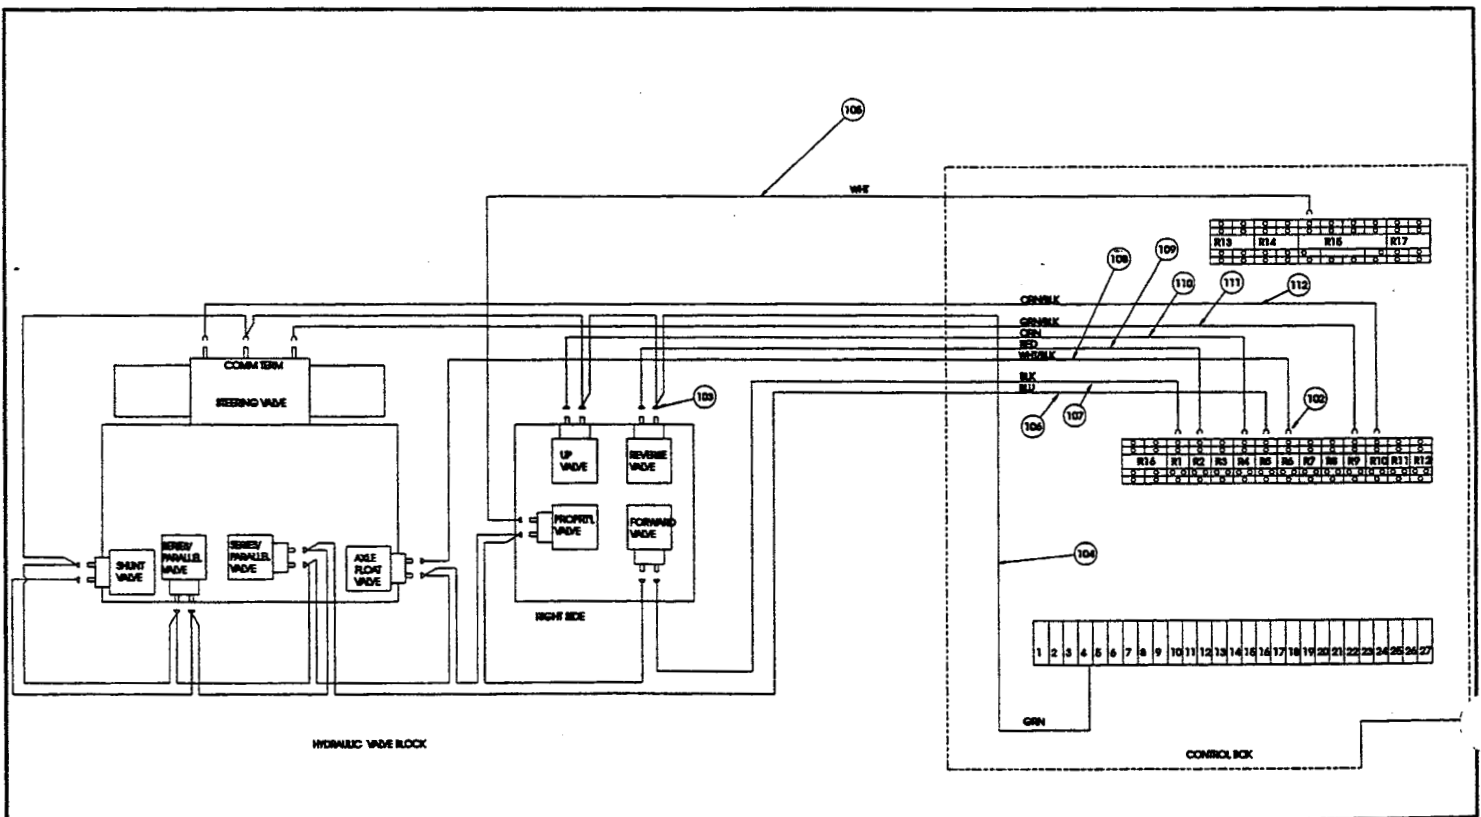 105
WHT
109
108
R13 R14 R15 R17
110
111
112
ORN/BLK
GRN/BLK
ORN
RED
WHT/BLK
COMM TERM
BLK
BLU
STEERING VALVE
103
102
107
106
UP
VALVE
REVERSE
VALVE
R16 R1 R2 R3 R4 R5 R6 R7 R8 R9 R10 R11 R12
PROPRT'L
VALVE
FORWARD
VALVE
SERIES/
PARALLEL
VALVE
SERIES/
PARALLEL
VALVE
SHUNT
VALVE
AXLE
FLOAT
VALVE
104
RIGHT SIDE
1 2 3 4 5 6 7 8 9 10 11 12 13 14 15 16 17 18 19 20 21 22 23 24 25 26 27
GRN
HYDRAULIC VALVE BLOCK
CONTROL BOX